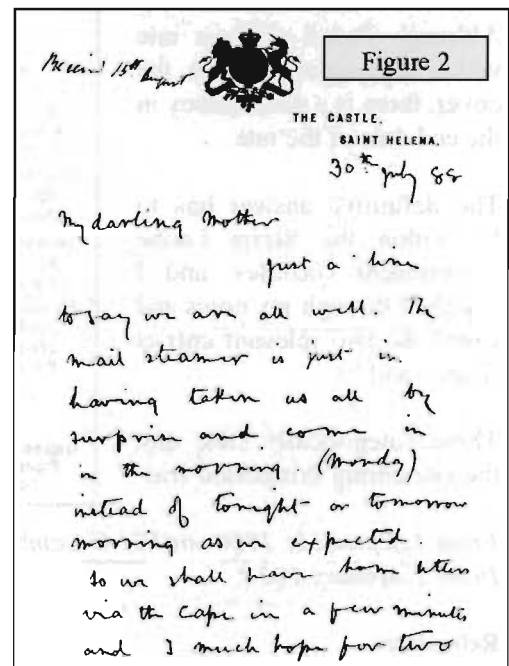 Figure 2
Receivd 15th August
THE CASTLE,
SAINT HELENA.
30th July 88
My darling Mother
Just a line
to say we are all well. The
mail steamer is just in.
having taken us all by
surprise and come in
in the morning (Monday)
instead of tonight or tomorrow
morning as we expected.
So we shall have home letters
via the Cape in a few minutes
and I much hope for two